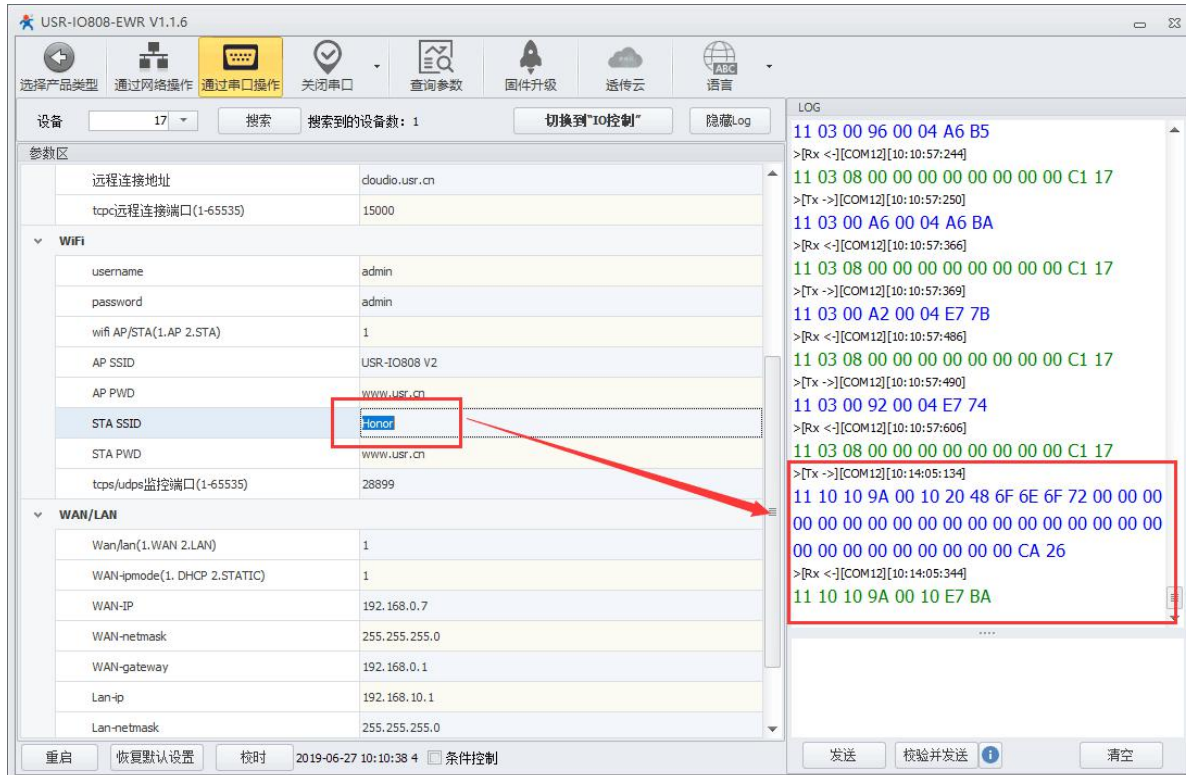 USR-IO808-EWR V1.1.6
选择产品类型 通过网络操作 通过串口操作 关闭串口 查询参数 固件升级 透传云 语言
ABC
设备 17 搜索 搜索到的设备数: 1 切换到"IO控制" 隐藏Log
参数区
远程连接地址 cloudio.usr.cn
tcpc远程连接端口(1-65535) 15000
WiFi
username admin
password admin
wifi AP/STA(1.AP 2.STA) 1
AP SSID USR-IO808 V2
AP PWD www.usr.cn
STA SSID Honor
STA PWD www.usr.cn
tcps/udps监控端口(1-65535) 28899
WAN/LAN
Wan/lan(1.WAN 2.LAN) 1
WAN-ipmode(1. DHCP 2.STATIC) 1
WAN-IP 192.168.0.7
WAN-netmask 255.255.255.0
WAN-gateway 192.168.0.1
Lan-ip 192.168.10.1
Lan-netmask 255.255.255.0
重启 恢复默认设置 校时 2019-06-27 10:10:38 4 条件控制
LOG
11 03 00 96 00 04 A6 B5
>[Rx <-][COM12][10:10:57:244]
11 03 08 00 00 00 00 00 00 00 00 C1 17
>[Tx ->][COM12][10:10:57:250]
11 03 00 A6 00 04 A6 BA
>[Rx <-][COM12][10:10:57:366]
11 03 08 00 00 00 00 00 00 00 00 C1 17
>[Tx ->][COM12][10:10:57:369]
11 03 00 A2 00 04 E7 7B
>[Rx <-][COM12][10:10:57:486]
11 03 08 00 00 00 00 00 00 00 00 C1 17
>[Tx ->][COM12][10:10:57:490]
11 03 00 92 00 04 E7 74
>[Rx <-][COM12][10:10:57:606]
11 03 08 00 00 00 00 00 00 00 00 C1 17
>[Tx ->][COM12][10:14:05:134]
11 10 10 9A 00 10 20 48 6F 6E 6F 72 00 00 00
00 00 00 00 00 00 00 00 00 00 00 00 00 00 00
00 00 00 00 00 00 00 00 00 CA 26
>[Rx <-][COM12][10:14:05:344]
11 10 10 9A 00 10 E7 BA
发送 校验并发送 清空